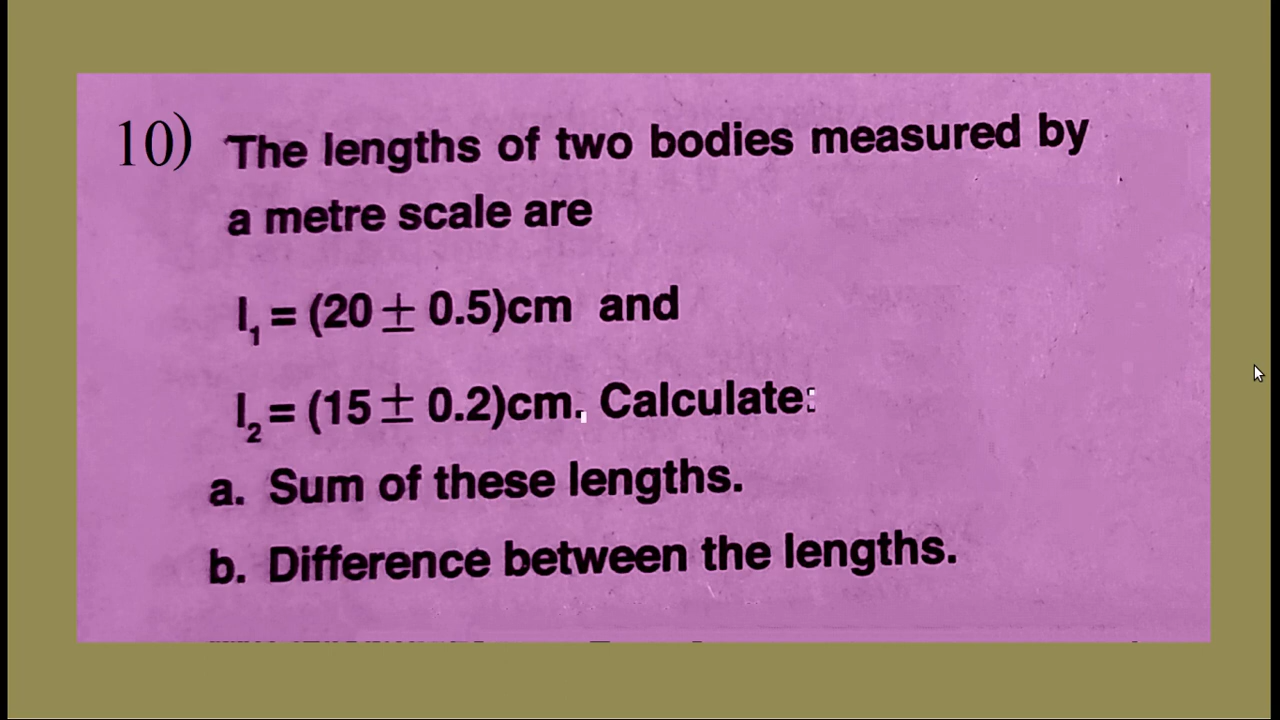 10) The lengths of two bodies measured by
a metre scale are
l₁ = (20 ± 0.5)cm and
l₂ = (15 ± 0.2)cm. Calculate:
a. Sum of these lengths.
b. Difference between the lengths.